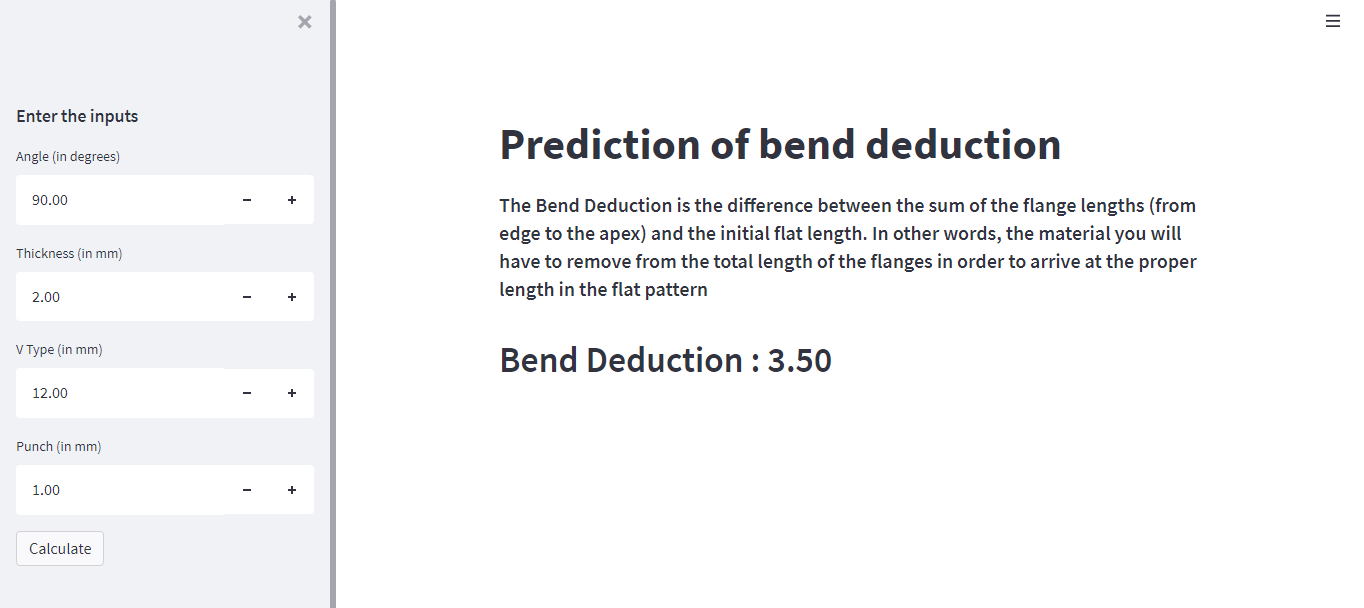 Enter the inputs
Angle (in degrees)
90.00
Thickness (in mm)
2.00
V Type (in mm)
12.00
Punch (in mm)
1.00
Calculate
Prediction of bend deduction
The Bend Deduction is the difference between the sum of the flange lengths (from
edge to the apex) and the initial flat length. In other words, the material you will
have to remove from the total length of the flanges in order to arrive at the proper
length in the flat pattern
Bend Deduction : 3.50